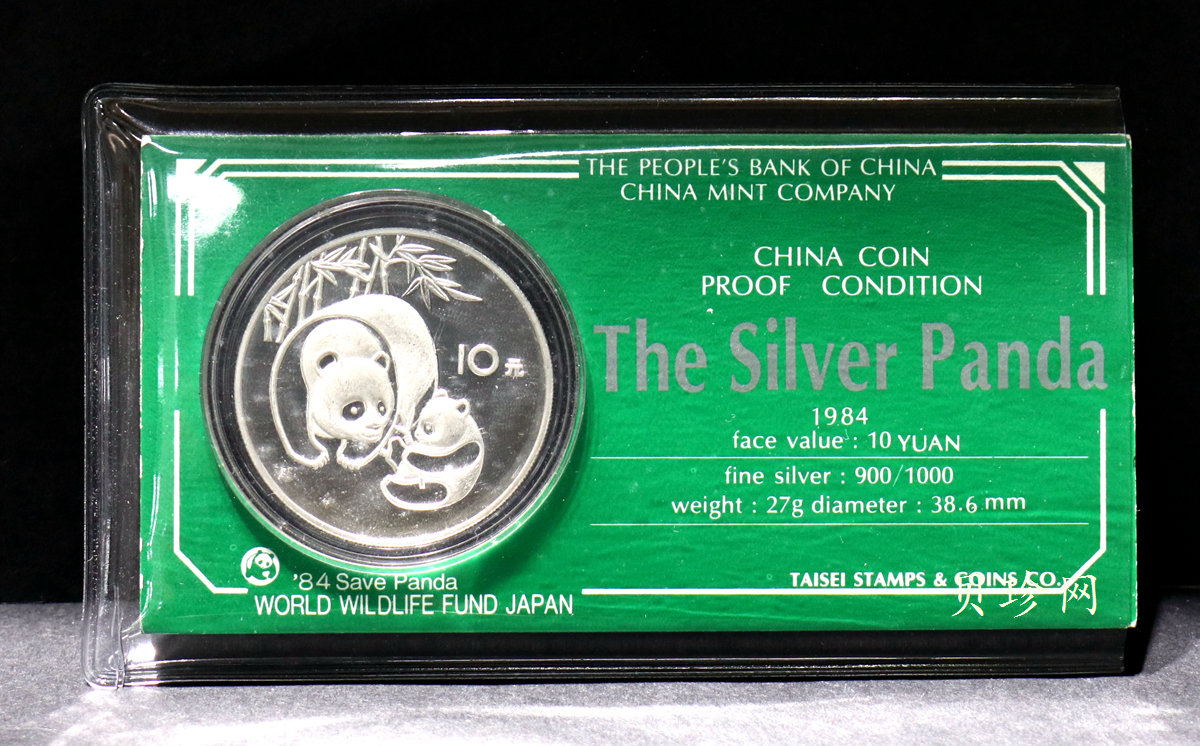 THE PEOPLE'S BANK OF CHINA
CHINA MINT COMPANY
CHINA COIN
PROOF CONDITION
The Silver Panda
1984
face value : 10 YUAN
fine silver : 900/1000
weight : 27g diameter : 38.6 mm
10元
'84 Save Panda
WORLD WILDLIFE FUND JAPAN
TAISEI STAMPS & COINS CO.
贝珍网